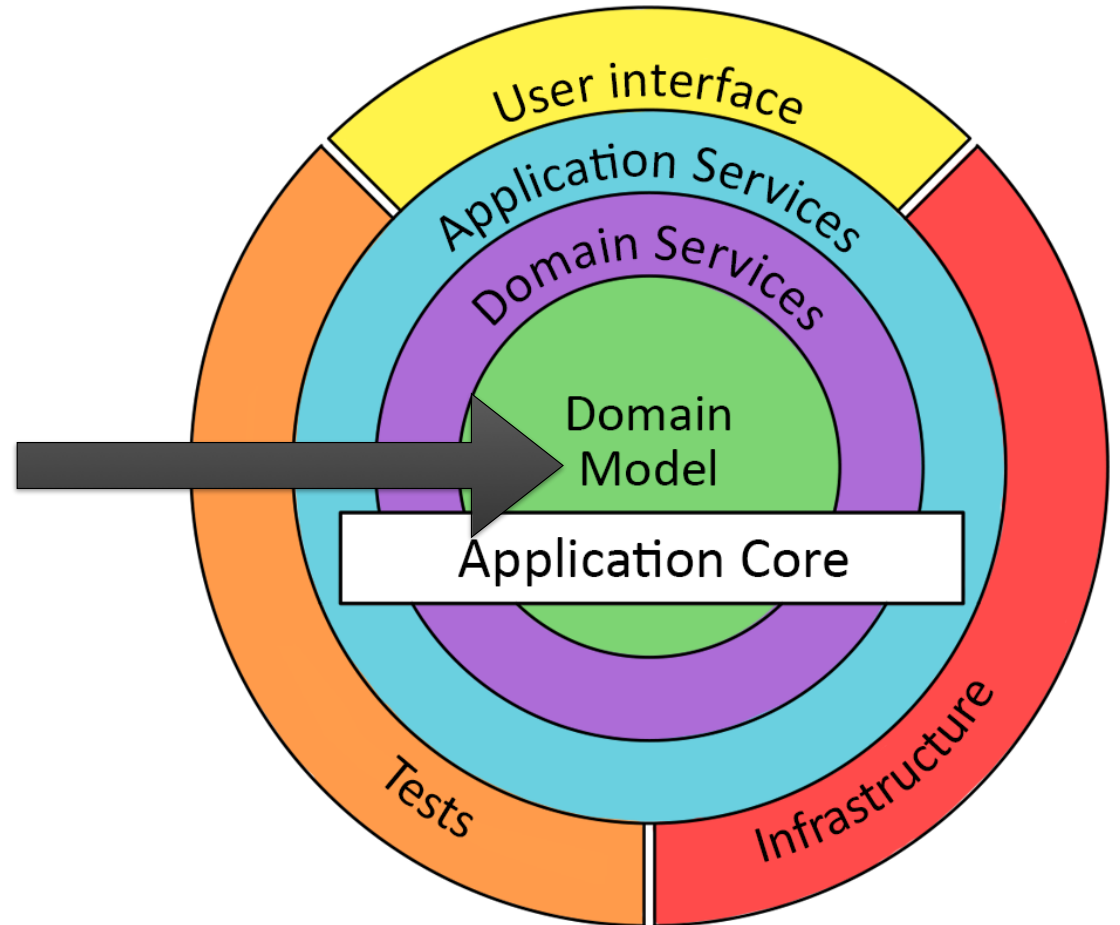 User interface
Application Services
Domain Services
Domain
Model
Application Core
Tests
Infrastructure